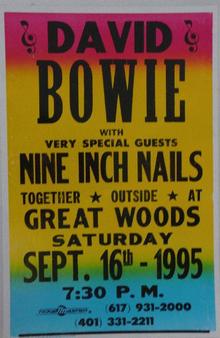 DAVID
BOWIE
WITH
VERY SPECIAL GUESTS
NINE INCH NAILS
TOGETHER ★ OUTSIDE ★ AT
GREAT WOODS
SATURDAY
SEPT. 16th - 1995
7:30 P. M.
TICKETMASTER (617) 931-2000
(401) 331-2211